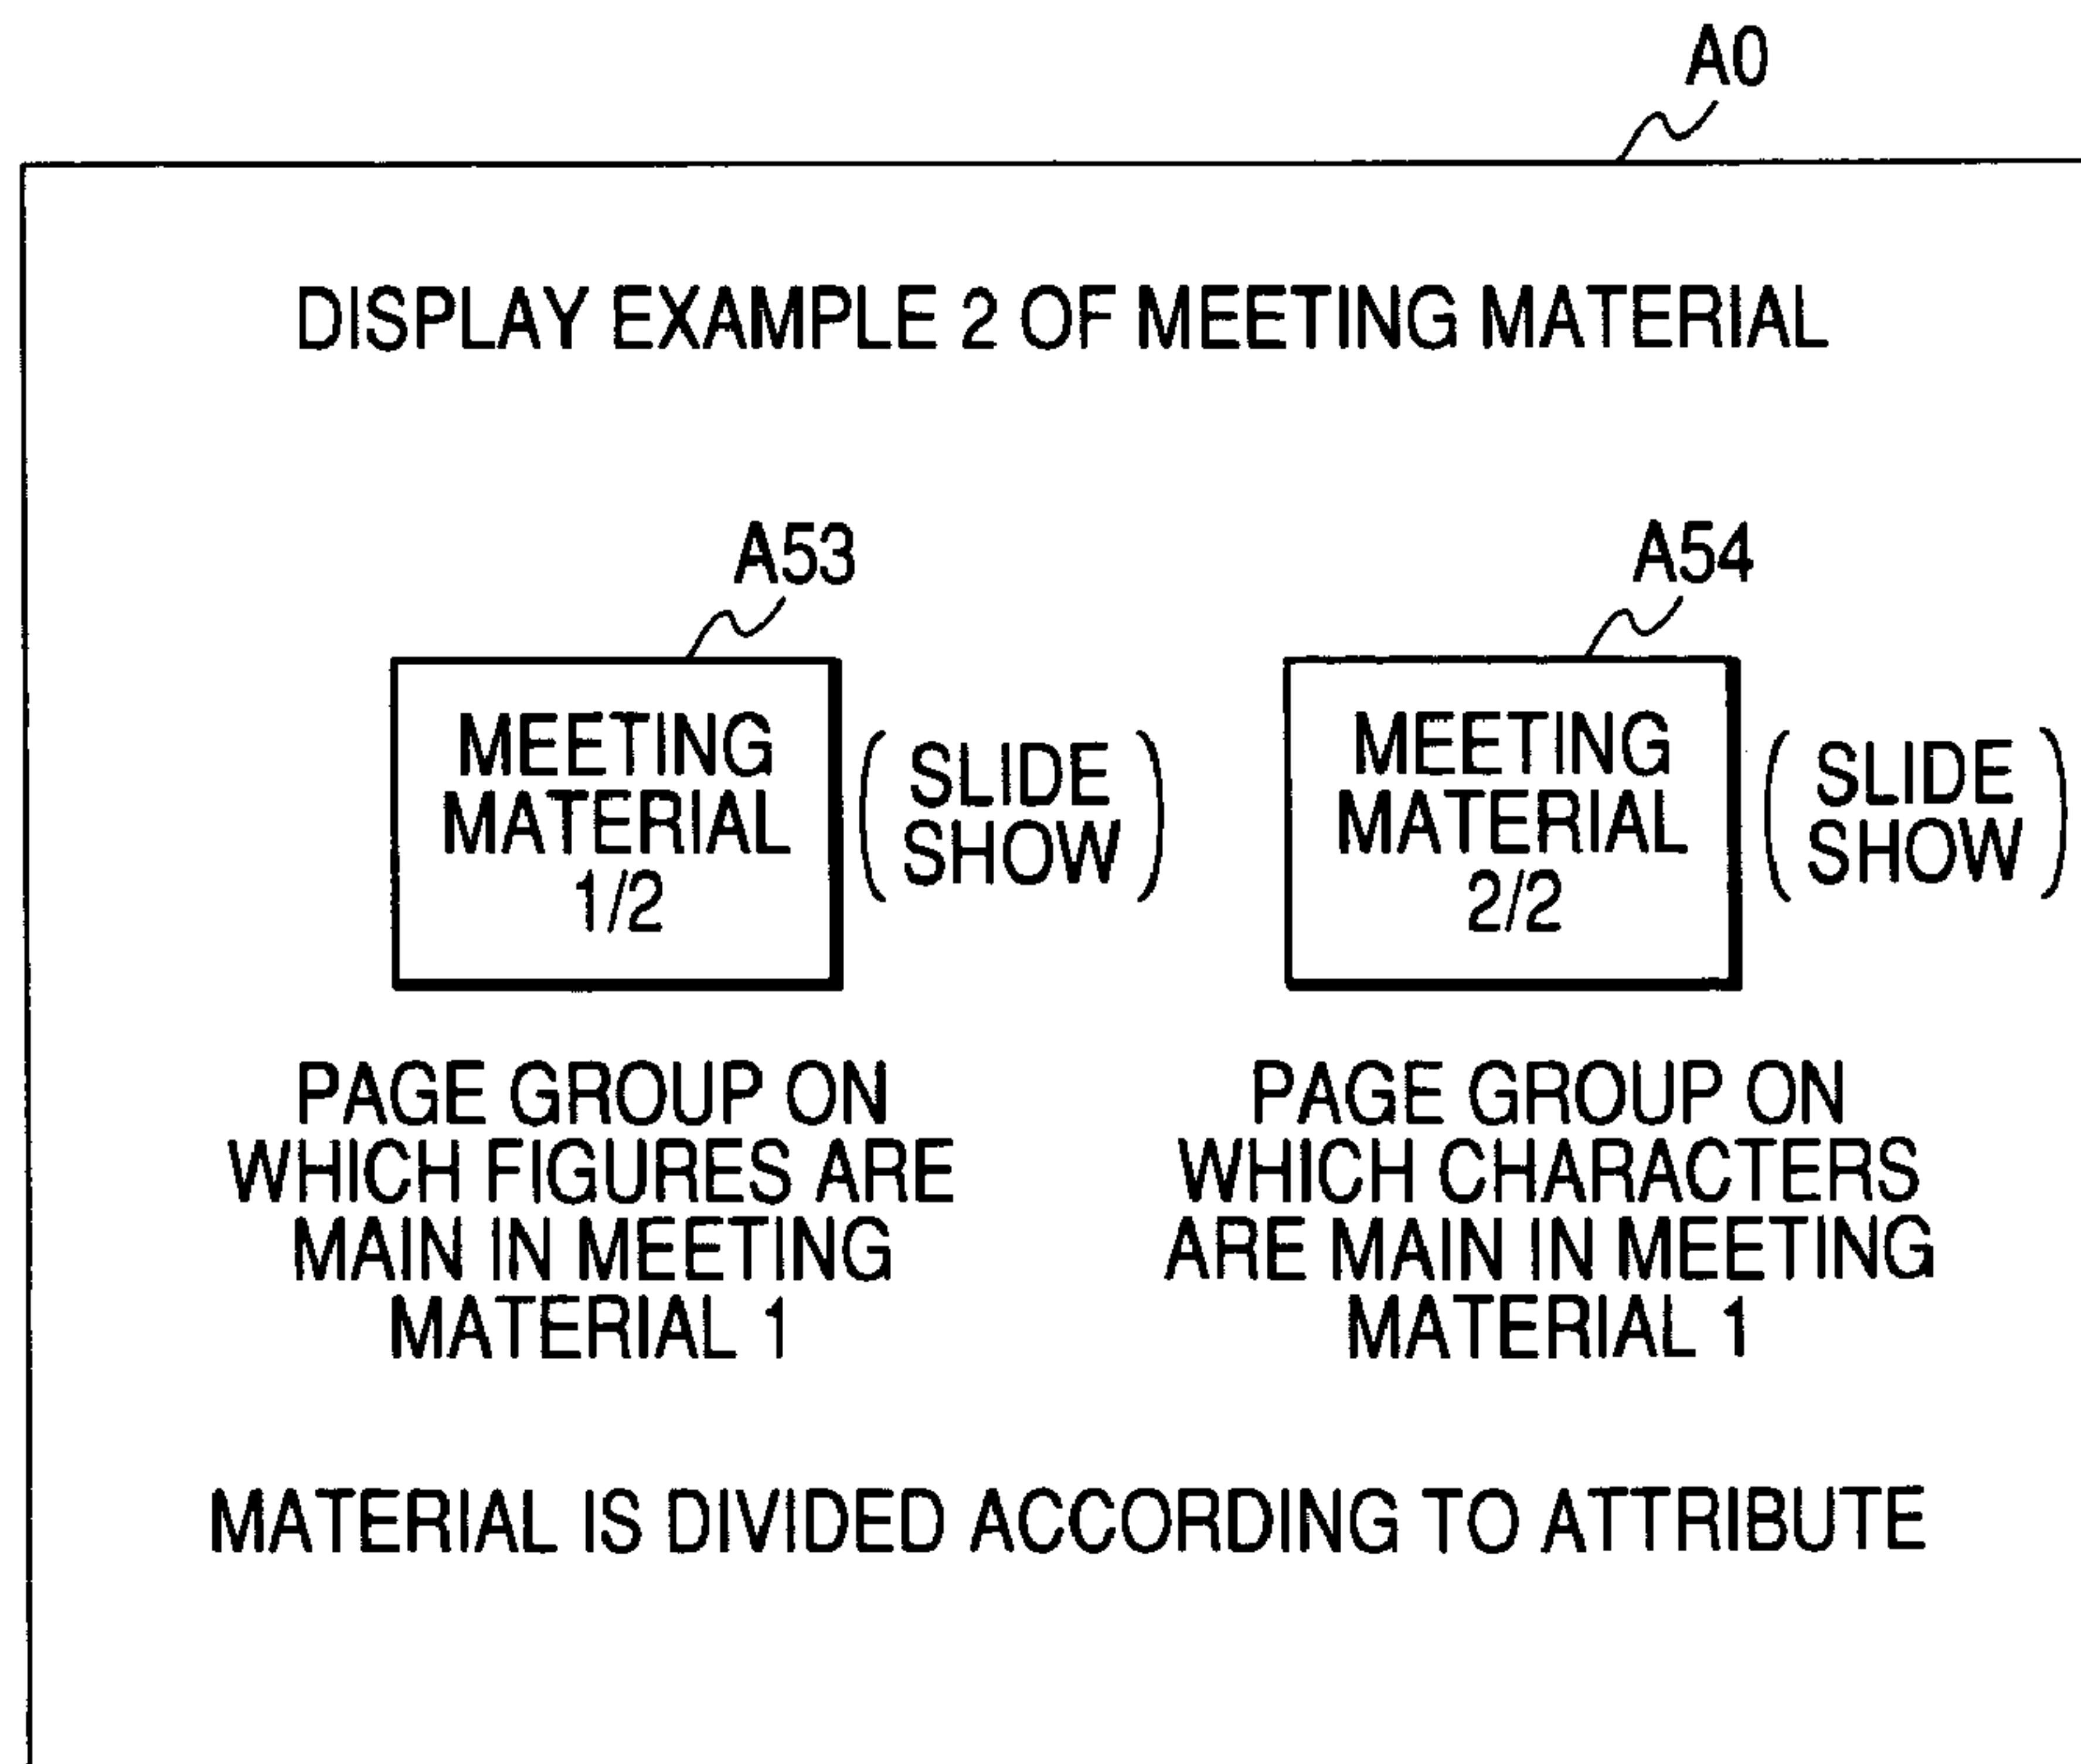 A0
DISPLAY EXAMPLE 2 OF MEETING MATERIAL
A53
MEETING
MATERIAL
1/2
(SLIDE
SHOW)
PAGE GROUP ON
WHICH FIGURES ARE
MAIN IN MEETING
MATERIAL 1
A54
MEETING
MATERIAL
2/2
(SLIDE
SHOW)
PAGE GROUP ON
WHICH CHARACTERS
ARE MAIN IN MEETING
MATERIAL 1
MATERIAL IS DIVIDED ACCORDING TO ATTRIBUTE